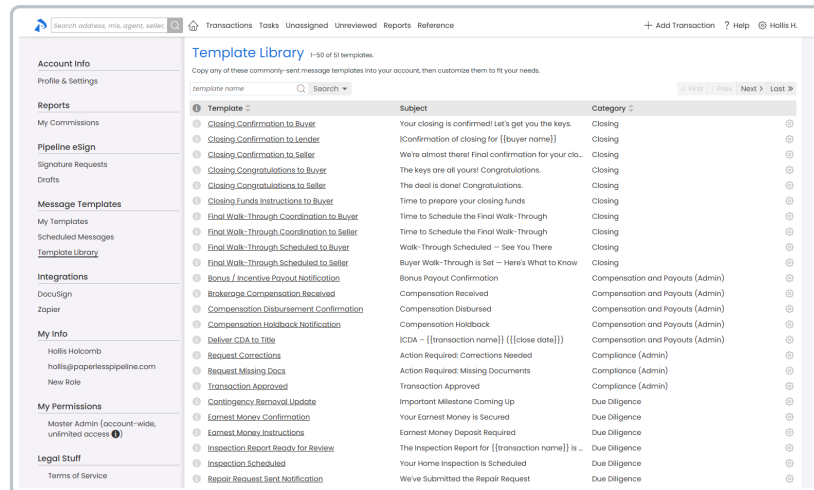 Search address, mls, agent, seller,
Transactions Tasks Unassigned Unreviewed Reports Reference
+ Add Transaction ? Help Hollis H.
Account Info
Profile & Settings
Reports
My Commissions
Pipeline eSign
Signature Requests
Drafts
Message Templates
My Templates
Scheduled Messages
Template Library
Integrations
DocuSign
Zapier
My Info
Hollis Holcomb
hollis@paperlesspipeline.com
New Role
My Permissions
Master Admin (account-wide,
unlimited access )
Legal Stuff
Terms of Service
Template Library 1-50 of 51 templates.
Copy any of these commonly-sent message templates into your account, then customize them to fit your needs.
template name Search
« First < Prev Next > Last »
Template Subject Category
Closing Confirmation to Buyer Your closing is confirmed! Let's get you the keys. Closing
Closing Confirmation to Lender |Confirmation of closing for {{buyer name}} Closing
Closing Confirmation to Seller We're almost there! Final confirmation for your clo... Closing
Closing Congratulations to Buyer The keys are all yours! Congratulations. Closing
Closing Congratulations to Seller The deal is done! Congratulations. Closing
Closing Funds Instructions to Buyer Time to prepare your closing funds Closing
Final Walk-Through Coordination to Buyer Time to Schedule the Final Walk-Through Closing
Final Walk-Through Coordination to Seller Time to Schedule the Final Walk-Through Closing
Final Walk-Through Scheduled to Buyer Walk-Through Scheduled — See You There Closing
Final Walk-Through Scheduled to Seller Buyer Walk-Through is Set — Here's What to Know Closing
Bonus / Incentive Payout Notification Bonus Payout Confirmation Compensation and Payouts (Admin)
Brokerage Compensation Received Compensation Received Compensation and Payouts (Admin)
Compensation Disbursement Confirmation Compensation Disbursed Compensation and Payouts (Admin)
Compensation Holdback Notification Compensation Holdback Compensation and Payouts (Admin)
Deliver CDA to Title |CDA – {{transaction name}} ({{close date}}) Compensation and Payouts (Admin)
Request Corrections Action Required: Corrections Needed Compliance (Admin)
Request Missing Docs Action Required: Missing Documents Compliance (Admin)
Transaction Approved Transaction Approved Compliance (Admin)
Contingency Removal Update Important Milestone Coming Up Due Diligence
Earnest Money Confirmation Your Earnest Money is Secured Due Diligence
Earnest Money Instructions Earnest Money Deposit Required Due Diligence
Inspection Report Ready for Review The Inspection Report for {{transaction name}} is ... Due Diligence
Inspection Scheduled Your Home Inspection Is Scheduled Due Diligence
Repair Request Sent Notification We've Submitted the Repair Request Due Diligence